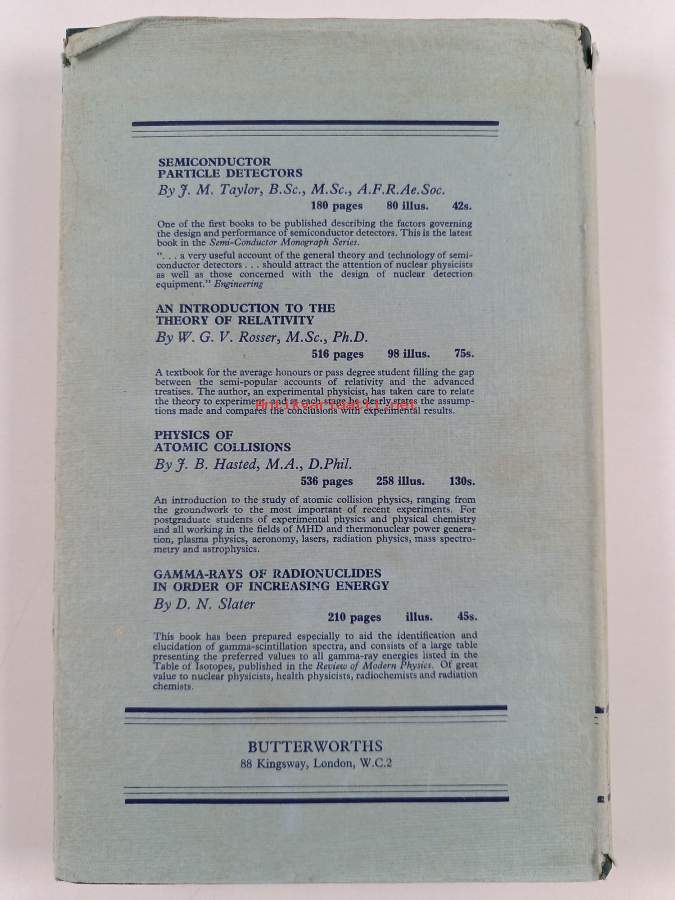 SEMICONDUCTOR
PARTICLE DETECTORS
By J. M. Taylor, B.Sc., M.Sc., A.F.R.Ae.Soc.
180 pages 80 illus. 42s.
One of the first books to be published describing the factors governing
the design and performance of semiconductor detectors. This is the latest
book in the Semi-Conductor Monograph Series.
". . . a very useful account of the general theory and technology of semi-
conductor detectors . . . should attract the attention of nuclear physicists
as well as those concerned with the design of nuclear detection
equipment." Engineering
AN INTRODUCTION TO THE
THEORY OF RELATIVITY
By W. G. V. Rosser, M.Sc., Ph.D.
516 pages 98 illus. 75s.
A textbook for the average honours or pass degree student filling the gap
between the semi-popular accounts of relativity and the advanced
treatises. The author, an experimental physicist, has taken care to relate
the theory to experiment, and at each stage he clearly states the assump-
tions made and compares the conclusions with experimental results.
PHYSICS OF
ATOMIC COLLISIONS
By J. B. Hasted, M.A., D.Phil.
536 pages 258 illus. 130s.
An introduction to the study of atomic collision physics, ranging from
the groundwork to the most important of recent experiments. For
postgraduate students of experimental physics and physical chemistry
and all working in the fields of MHD and thermonuclear power genera-
tion, plasma physics, aeronomy, lasers, radiation physics, mass spectro-
metry and astrophysics.
GAMMA-RAYS OF RADIONUCLIDES
IN ORDER OF INCREASING ENERGY
By D. N. Slater
210 pages illus. 45s.
This book has been prepared especially to aid the identification and
elucidation of gamma-scintillation spectra, and consists of a large table
presenting the preferred values to all gamma-ray energies listed in the
Table of Isotopes, published in the Review of Modern Physics. Of great
value to nuclear physicists, health physicists, radiochemists and radiation
chemists.
BUTTERWORTHS
88 Kingsway, London, W.C.2